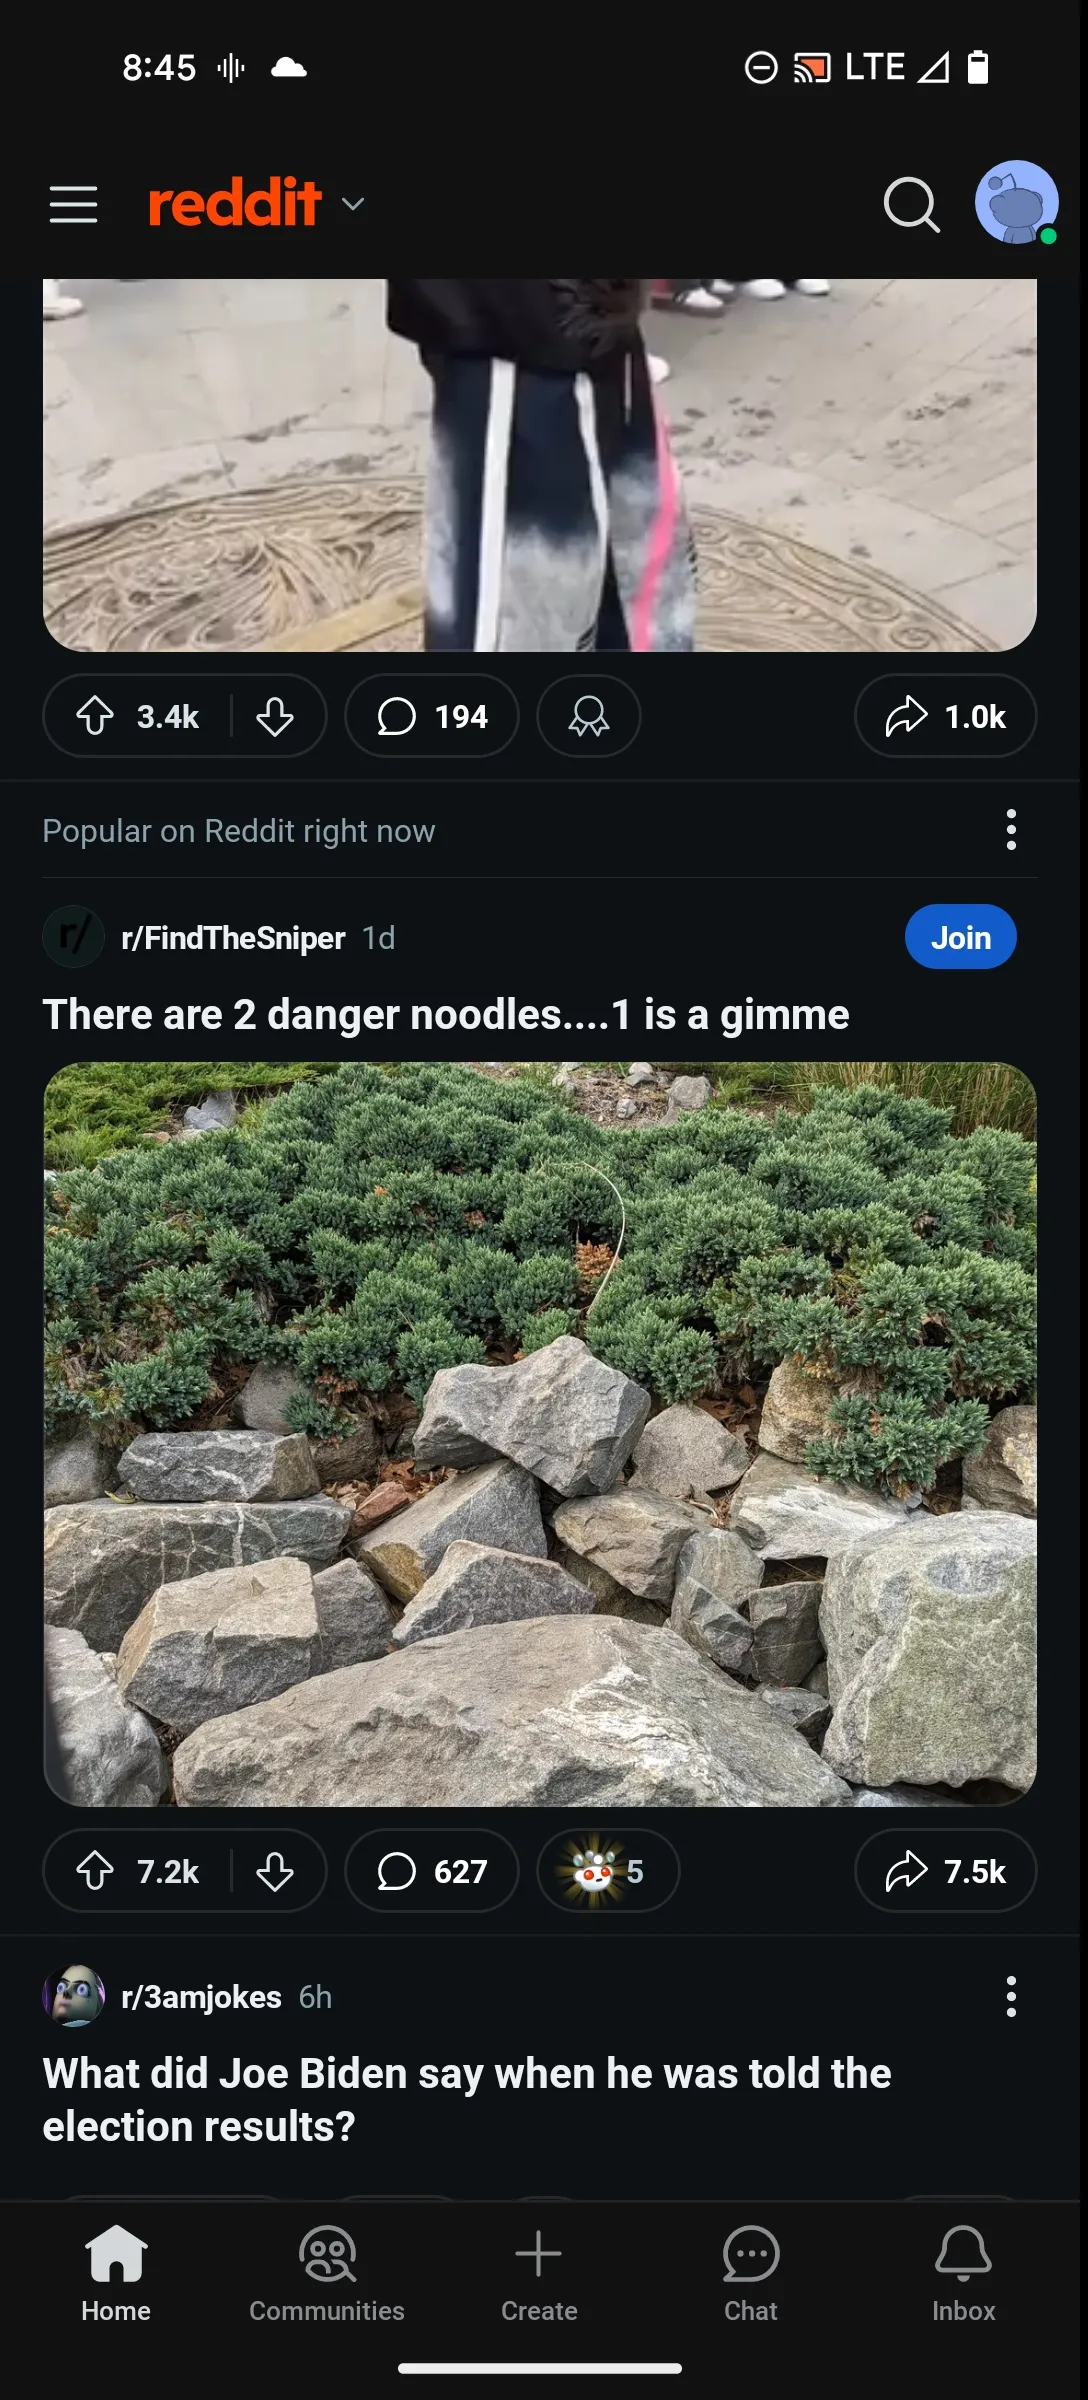 8:45 LTE
reddit
3.4k 194 1.0k
Popular on Reddit right now
r/ r/FindTheSniper 1d Join
There are 2 danger noodles....1 is a gimme
7.2k 627 5 7.5k
r/3amjokes 6h
What did Joe Biden say when he was told the
election results?
Home Communities Create Chat Inbox